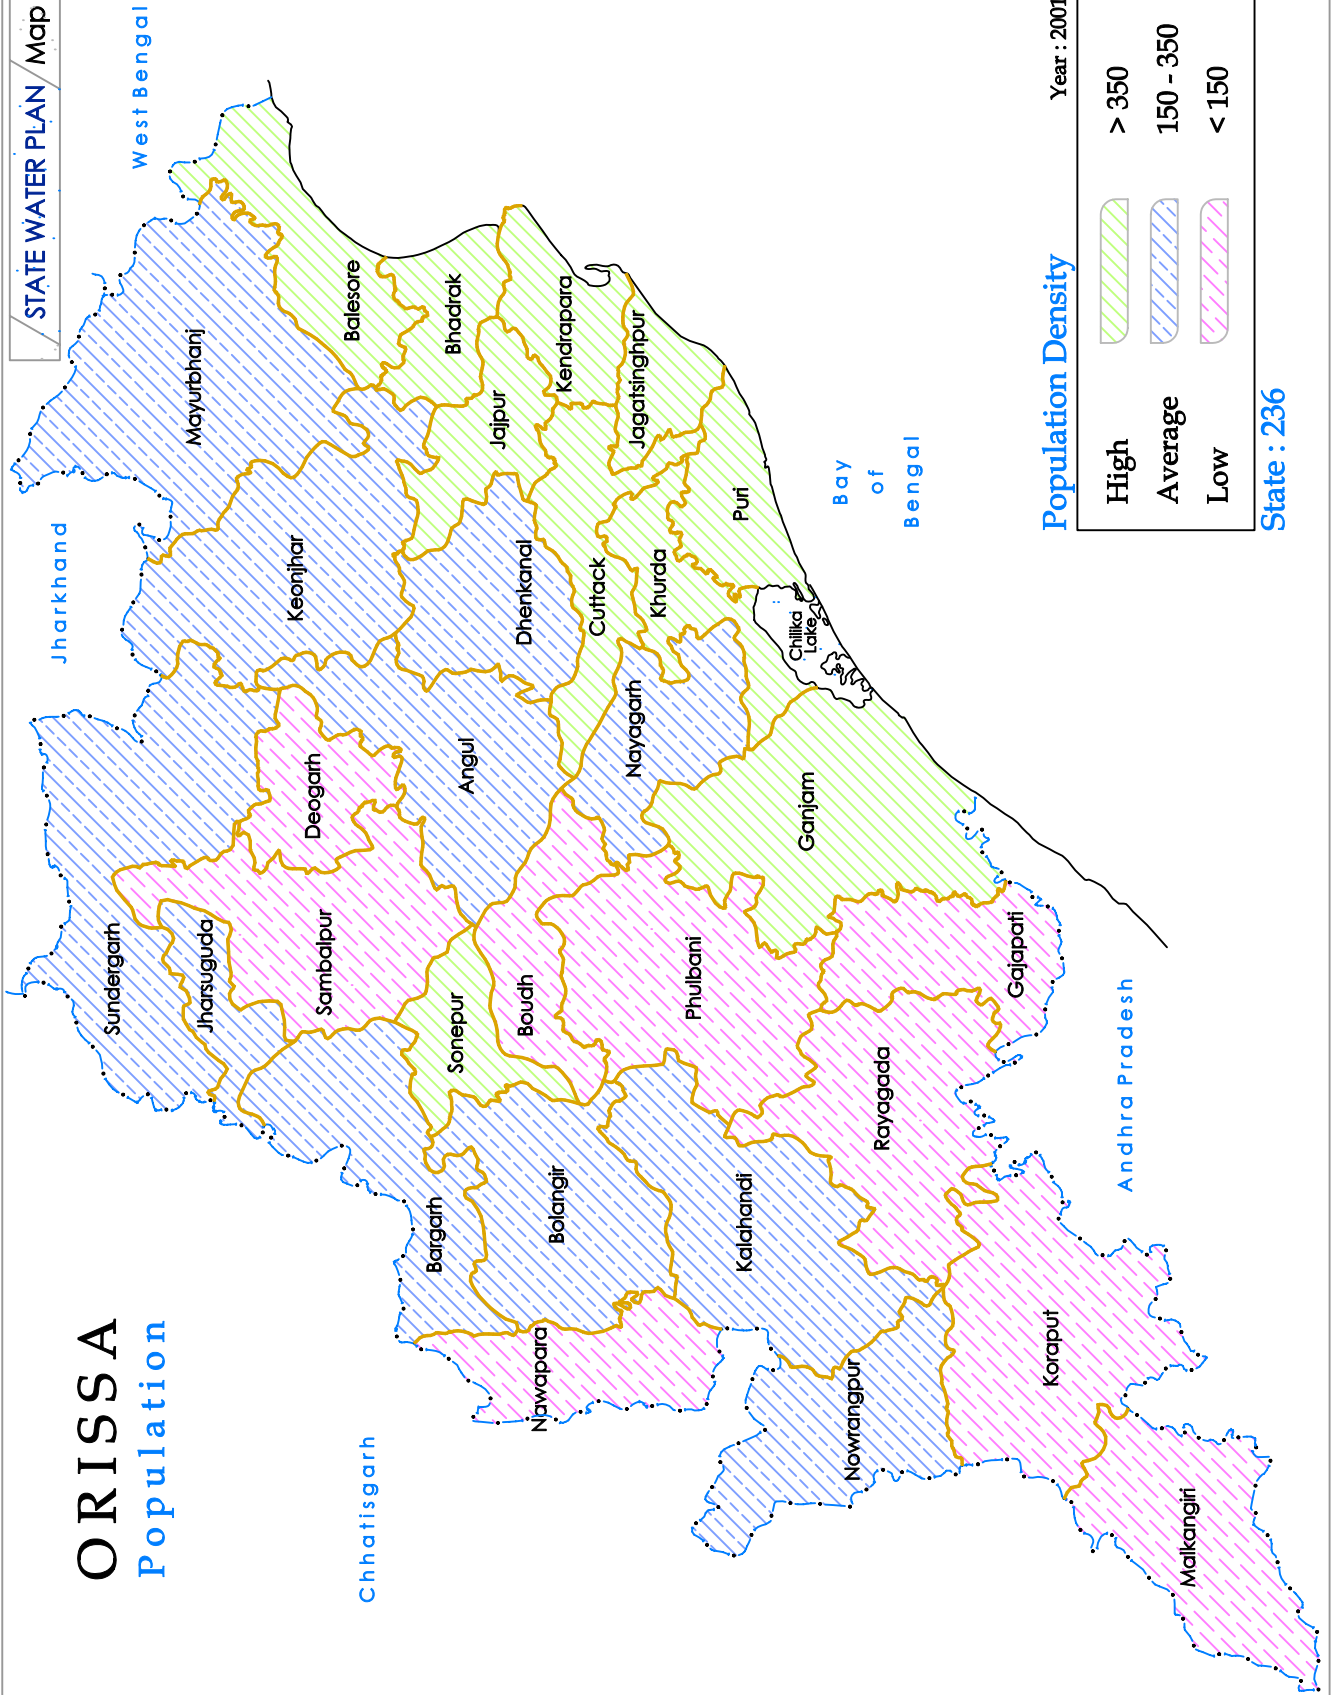 STATE WATER PLAN
Map
ORISSA
Population
West Bengal
Jharkhand
Chhatisgarh
Andhra Pradesh
Bay
of
Bengal
Mayurbhanj
Balesore
Bhadrak
Kendrapara
Jagatsinghpur
Jajpur
Keonjhar
Dhenkanal
Cuttack
Khurda
Puri
Chilika
Lake
Nayagarh
Angul
Deogarh
Ganjam
Sundergarh
Jharsuguda
Sambalpur
Sonepur
Boudh
Phulbani
Gajapati
Rayagada
Bargarh
Bolangir
Kalahandi
Nawapara
Nowrangpur
Koraput
Malkangiri
Year : 2001
Population Density
High > 350
Average 150 - 350
Low < 150
State : 236